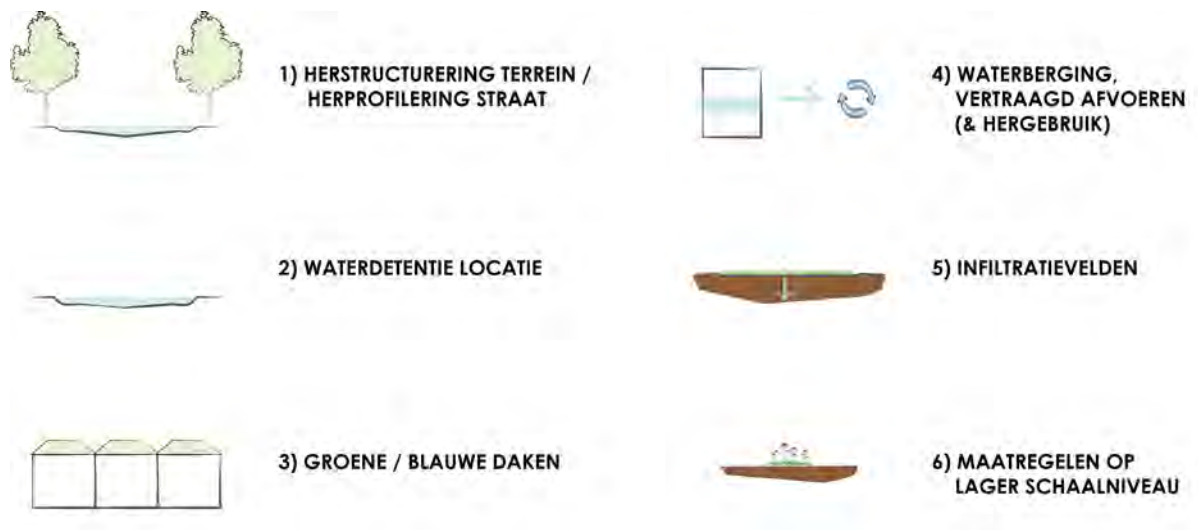 1) HERSTRUCTURERING TERREIN /
HERPROFILERING STRAAT
2) WATERDETENTIE LOCATIE
3) GROENE / BLAUWE DAKEN
4) WATERBERGING,
VERTRAAGD AFVOEREN
(& HERGEBRUIK)
5) INFILTRATIEVELDEN
6) MAATREGELEN OP
LAGER SCHAALNIVEAU